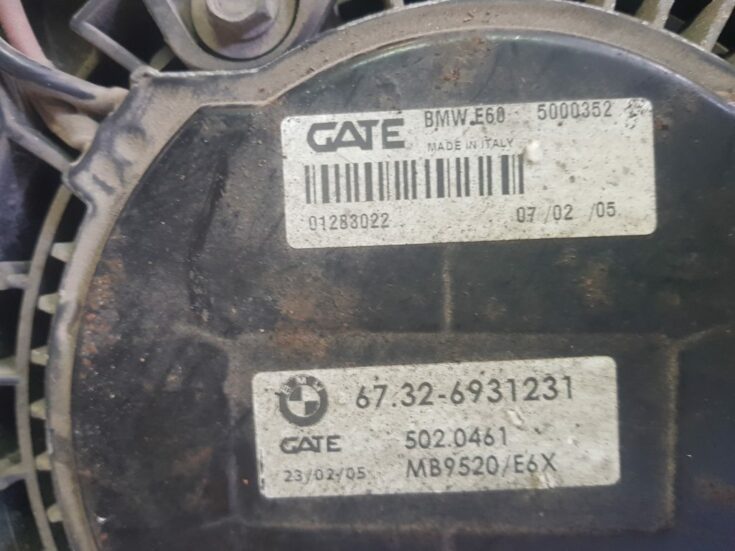 GATE BMW E60 5000352
MADE IN ITALY
01283022 07/02/05
BMW
67.32-6931231
GATE 502.0461
23/02/05 MB9520/E6X